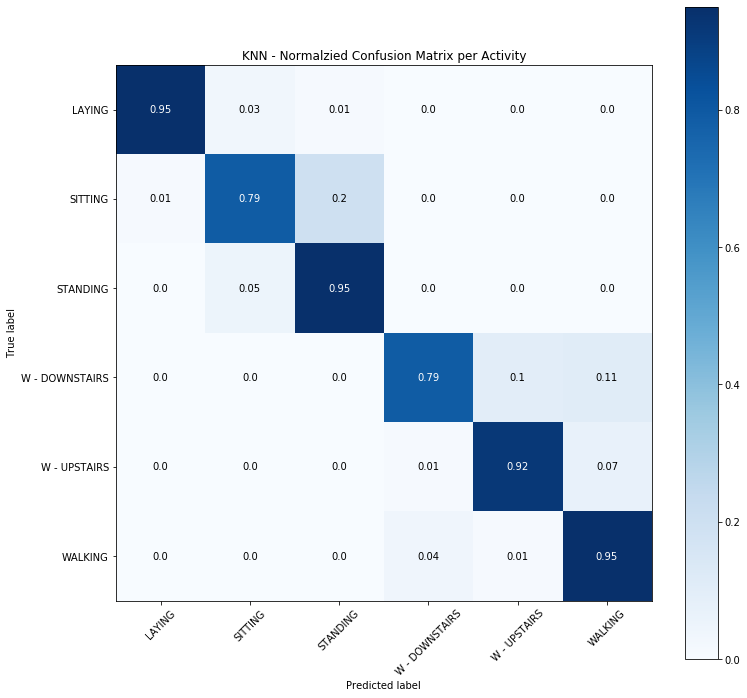 KNN - Normalzied Confusion Matrix per Activity
LAYING 0.95 0.03 0.01 0.0 0.0 0.0
SITTING 0.01 0.79 0.2 0.0 0.0 0.0
STANDING 0.0 0.05 0.95 0.0 0.0 0.0
W - DOWNSTAIRS 0.0 0.0 0.0 0.79 0.1 0.11
W - UPSTAIRS 0.0 0.0 0.0 0.01 0.92 0.07
WALKING 0.0 0.0 0.0 0.04 0.01 0.95
True label
LAYING SITTING STANDING W - DOWNSTAIRS W - UPSTAIRS WALKING
Predicted label
0.8
0.6
0.4
0.2
0.0